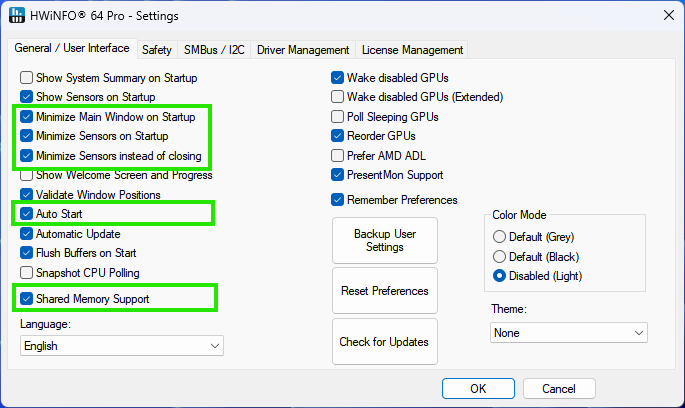 HWiNFO® 64 Pro - Settings
General / User Interface
Safety
SMBus / I2C
Driver Management
License Management
Show System Summary on Startup
Show Sensors on Startup
Minimize Main Window on Startup
Minimize Sensors on Startup
Minimize Sensors instead of closing
Show Welcome Screen and Progress
Validate Window Positions
Auto Start
Automatic Update
Flush Buffers on Start
Snapshot CPU Polling
Shared Memory Support
Language:
English
Wake disabled GPUs
Wake disabled GPUs (Extended)
Poll Sleeping GPUs
Reorder GPUs
Prefer AMD ADL
PresentMon Support
Remember Preferences
Backup User
Settings
Reset Preferences
Check for Updates
Color Mode
Default (Grey)
Default (Black)
Disabled (Light)
Theme:
None
OK
Cancel